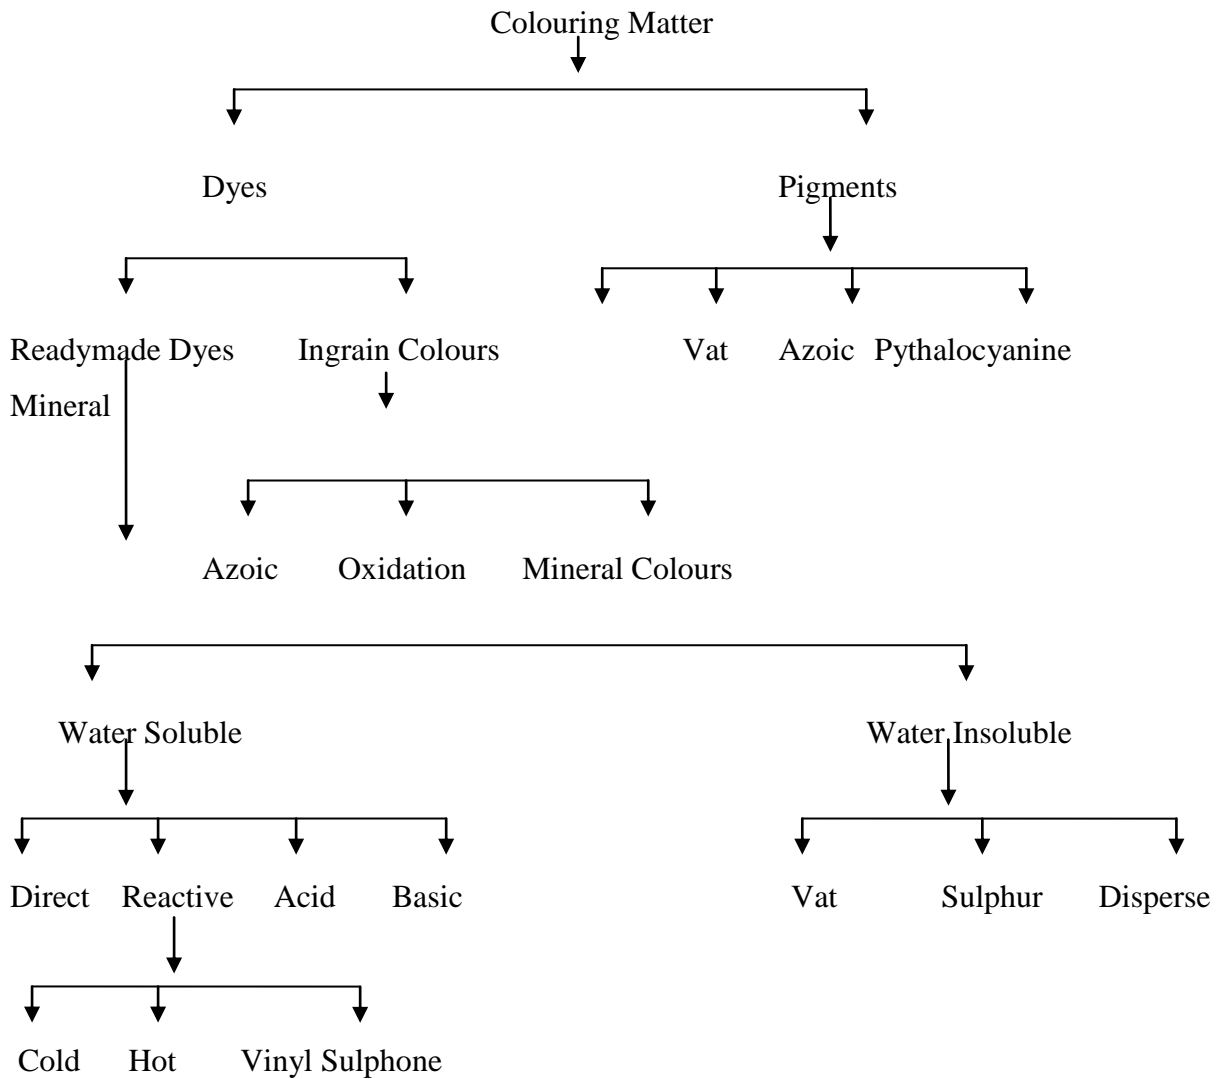 Colouring Matter
Dyes Pigments
Readymade Dyes Ingrain Colours Vat Azoic Pythalocyanine
Mineral
Azoic Oxidation Mineral Colours
Water Soluble Water Insoluble
Direct Reactive Acid Basic Vat Sulphur Disperse
Cold Hot Vinyl Sulphone